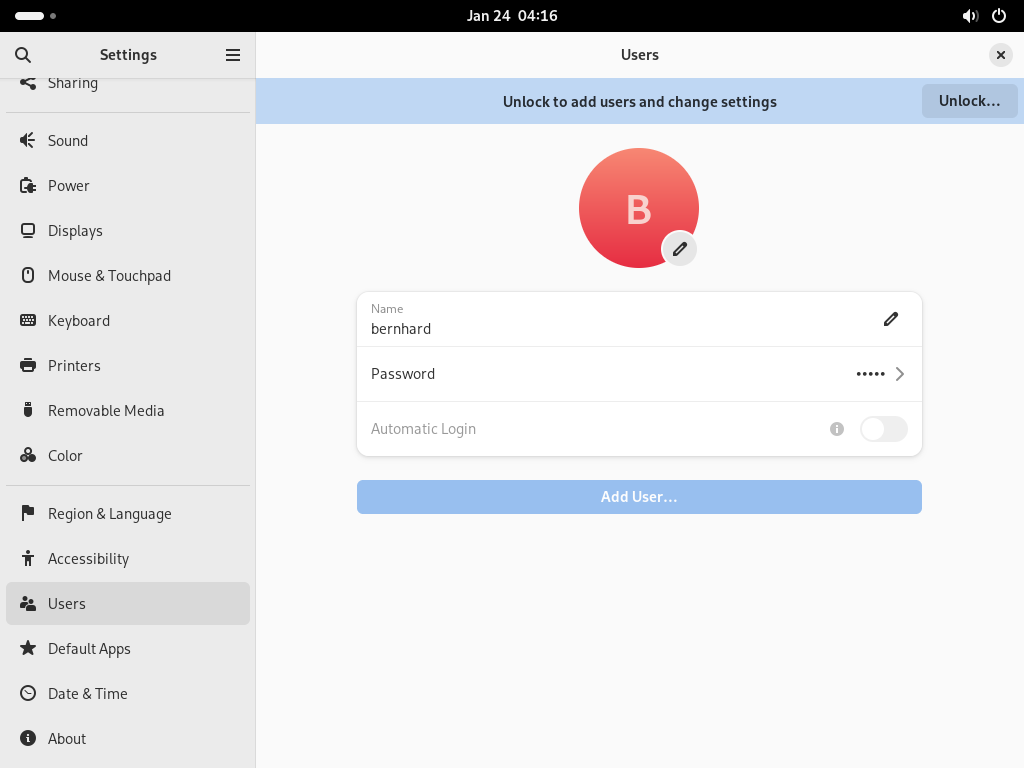 Jan 24 04:16
Settings
Users
Sharing
Unlock to add users and change settings
Unlock…
Sound
Power
Displays
Mouse & Touchpad
Keyboard
Printers
Removable Media
Color
Region & Language
Accessibility
Users
Default Apps
Date & Time
About
B
Name
bernhard
Password
•••••
Automatic Login
Add User…